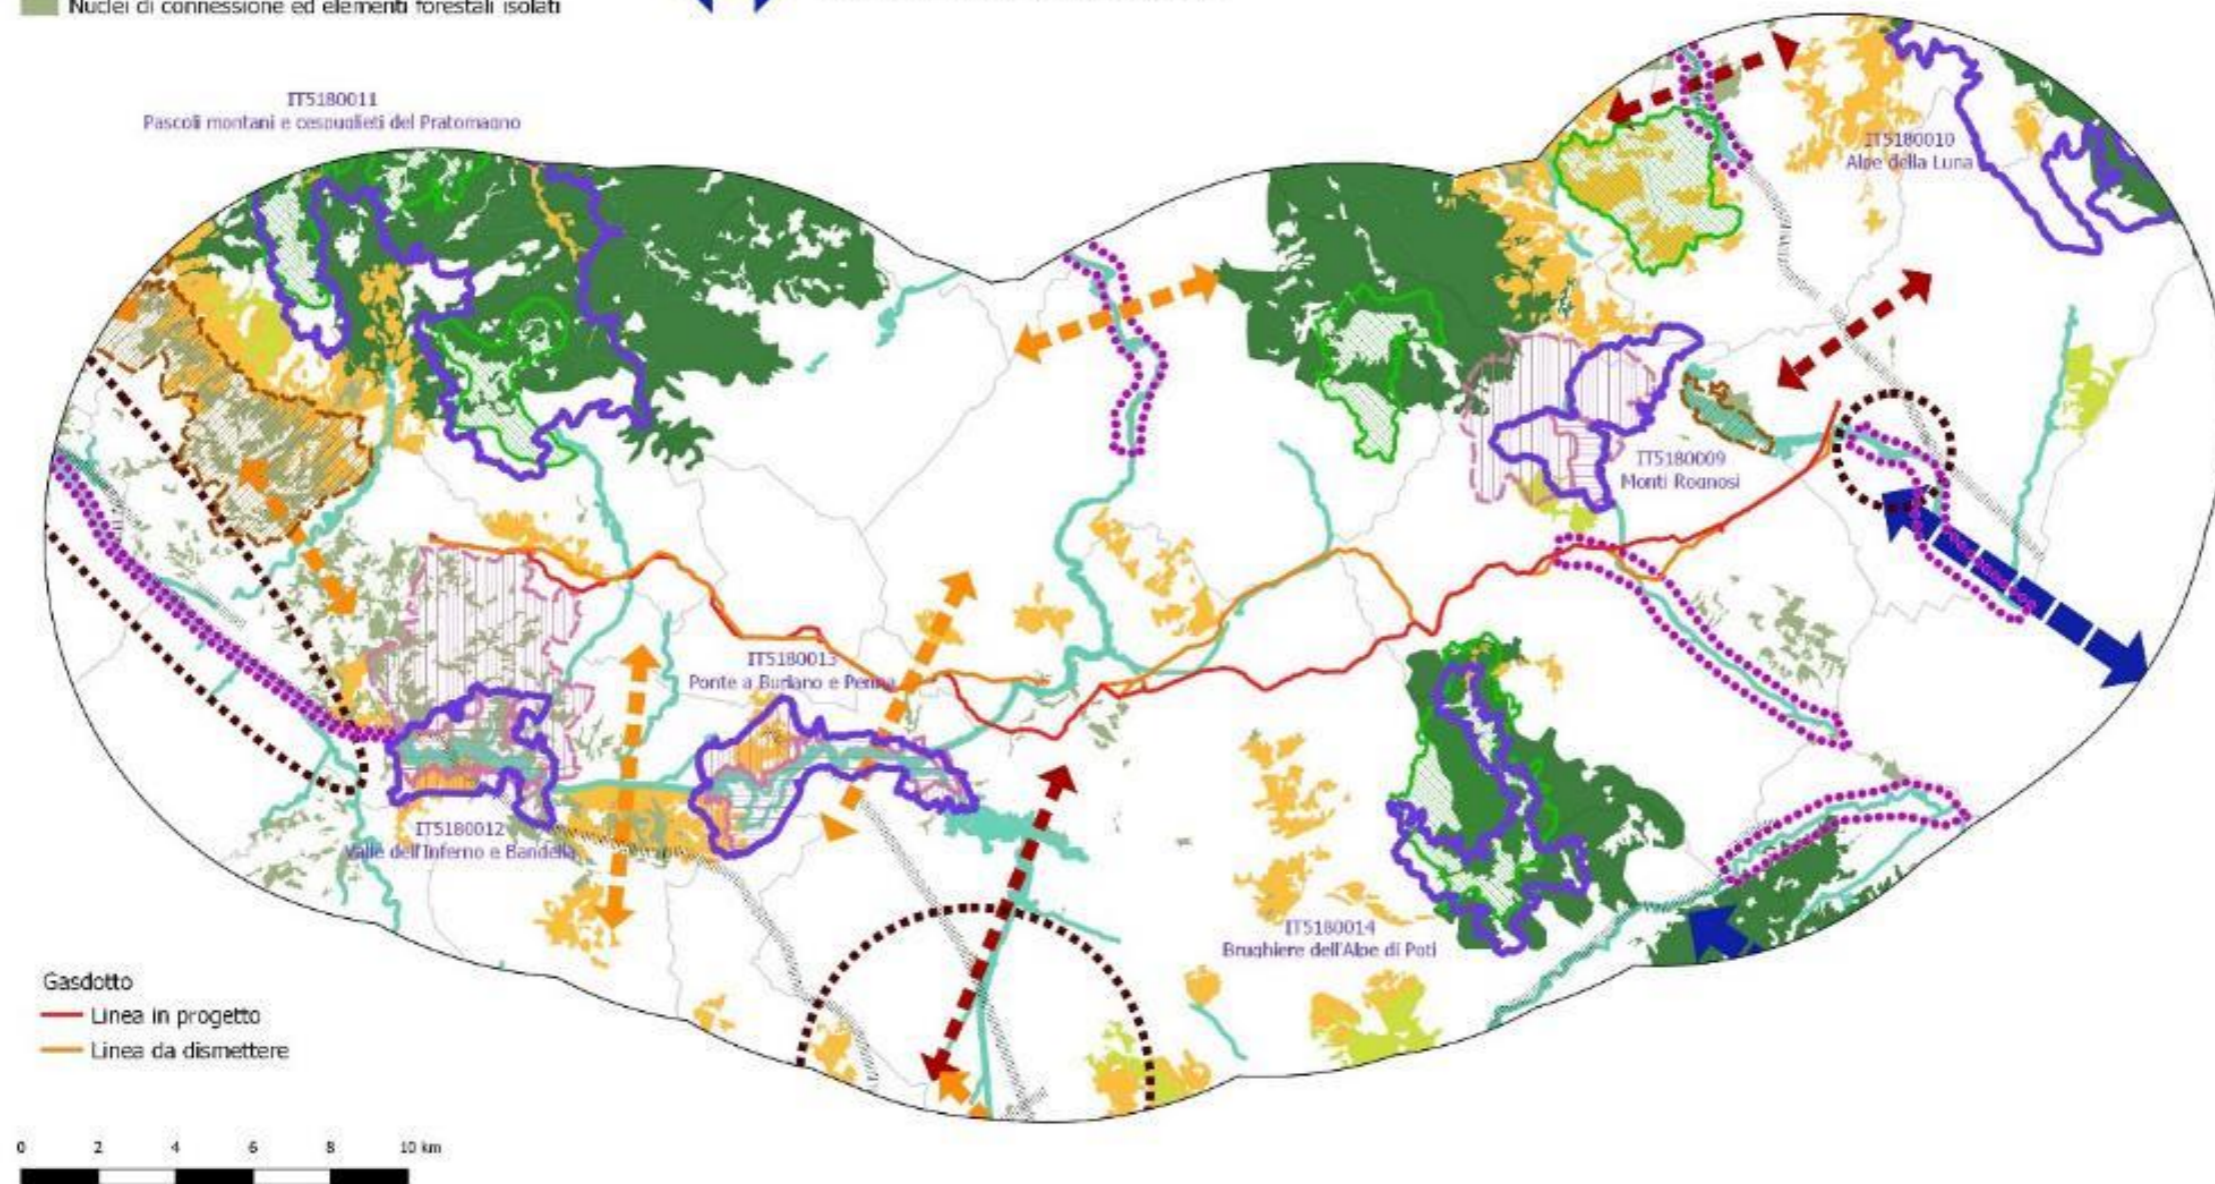 Nuclei di connessione ed elementi forestali isolati
IT5180011
Pascoli montani e cespuglieti del Pratomagno
IT5180010
Alpe della Luna
IT5180009
Monti Rognosi
IT5180013
Ponte a Buriano e Penna
IT5180012
Valle dell'Inferno e Bandella
IT5180014
Brughiere dell'Alpe di Poti
Gasdotto
Linea in progetto
Linea da dismettere
0 2 4 6 8 10 km